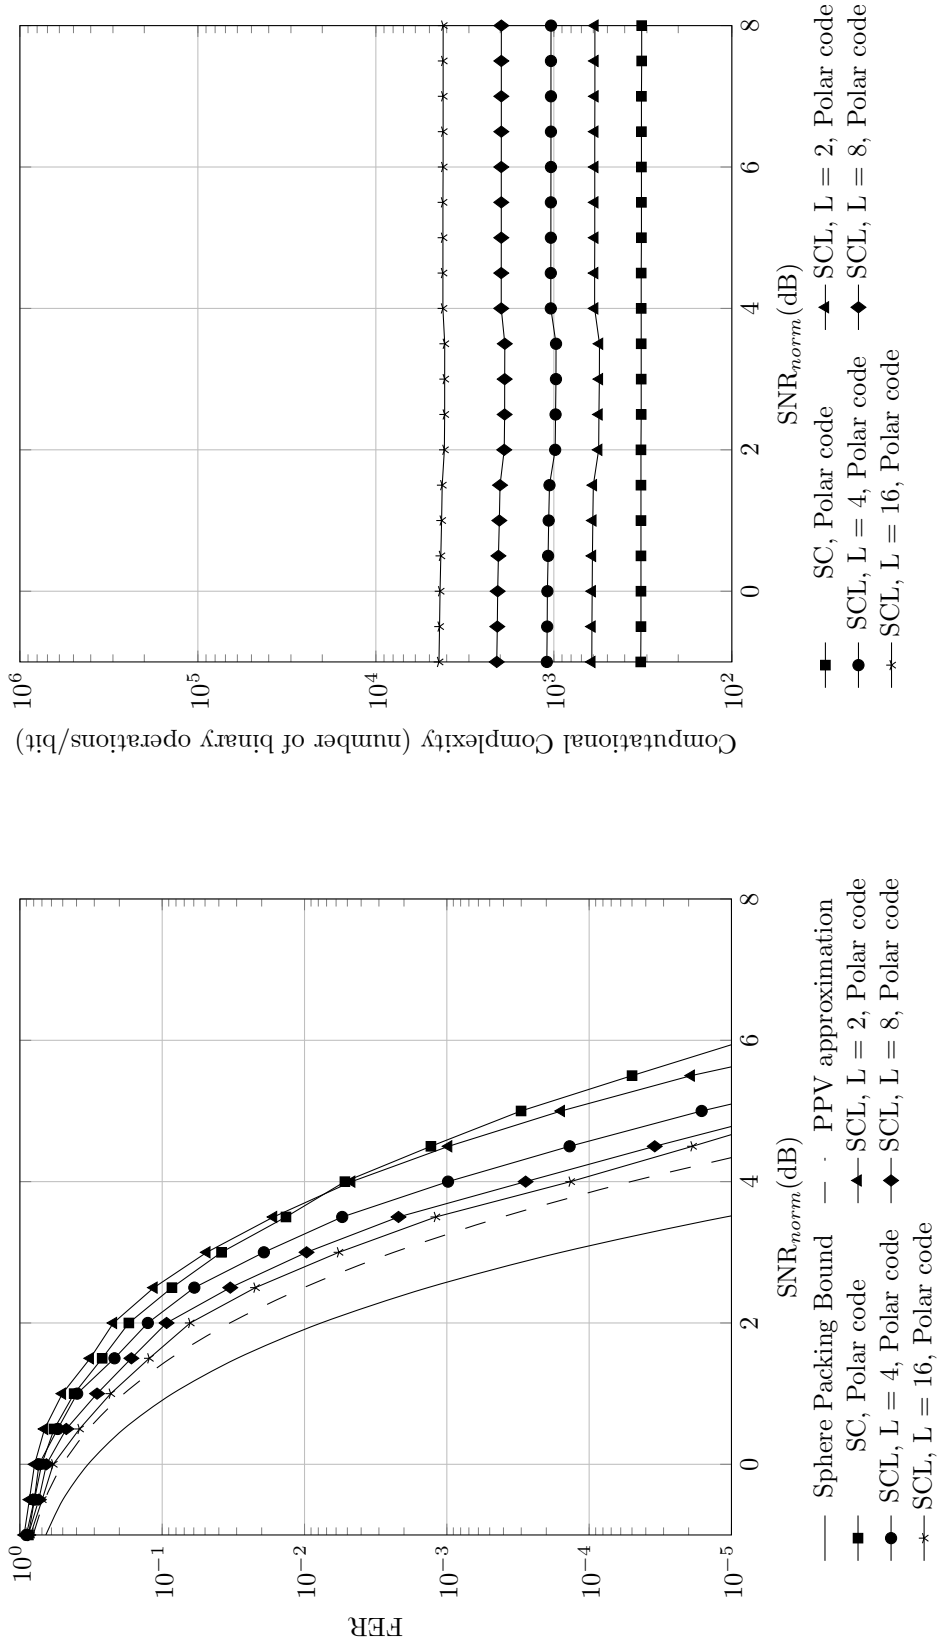 10^0
10^−1
10^−2
10^−3
10^−4
10^−5
FER
0
2
4
6
8
SNR_norm(dB)
Sphere Packing Bound
PPV approximation
SC, Polar code
SCL, L = 2, Polar code
SCL, L = 4, Polar code
SCL, L = 8, Polar code
SCL, L = 16, Polar code
10^6
10^5
10^4
10^3
10^2
Computational Complexity (number of binary operations/bit)
0
2
4
6
8
SNR_norm(dB)
SC, Polar code
SCL, L = 2, Polar code
SCL, L = 4, Polar code
SCL, L = 8, Polar code
SCL, L = 16, Polar code